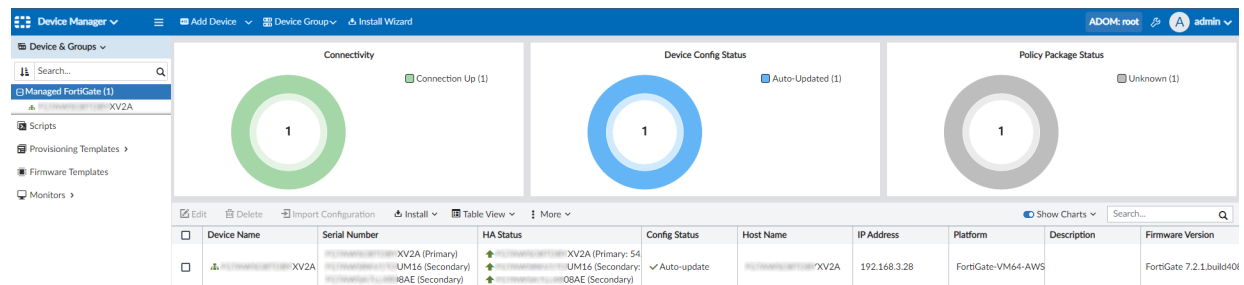 Device Manager
Add Device
Device Group
Install Wizard
ADOM: root
A
admin
Device & Groups
Search...
Managed FortiGate (1)
XV2A
Scripts
Provisioning Templates
Firmware Templates
Monitors
Connectivity
Connection Up (1)
1
Device Config Status
Auto-Updated (1)
1
Policy Package Status
Unknown (1)
1
Edit
Delete
Import Configuration
Install
Table View
More
Show Charts
Search...
Device Name
Serial Number
HA Status
Config Status
Host Name
IP Address
Platform
Description
Firmware Version
XV2A
XV2A (Primary)
UM16 (Secondary)
08AE (Secondary)
XV2A (Primary: 54
UM16 (Secondary:
08AE (Secondary)
Auto-update
XV2A
192.168.3.28
FortiGate-VM64-AWS
FortiGate 7.2.1,build408